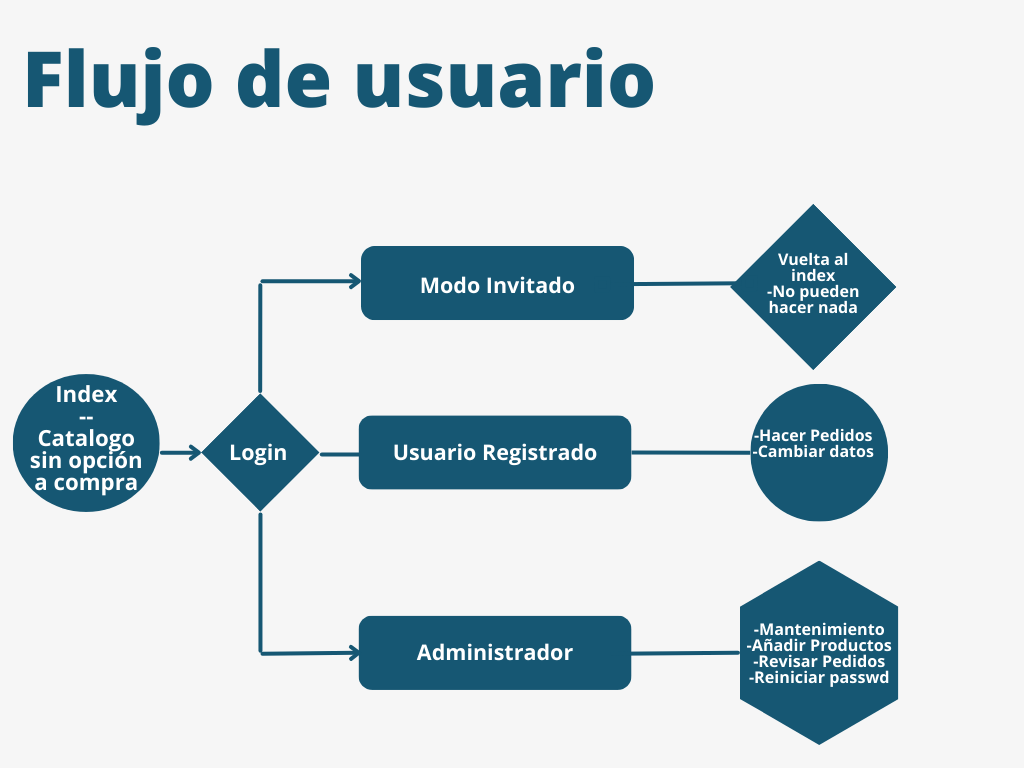 Flujo de usuario
Index
--
Catalogo
sin opción
a compra
Login
Modo Invitado
Vuelta al
index
-No pueden
hacer nada
Usuario Registrado
-Hacer Pedidos
-Cambiar datos
Administrador
-Mantenimiento
-Añadir Productos
-Revisar Pedidos
-Reiniciar passwd